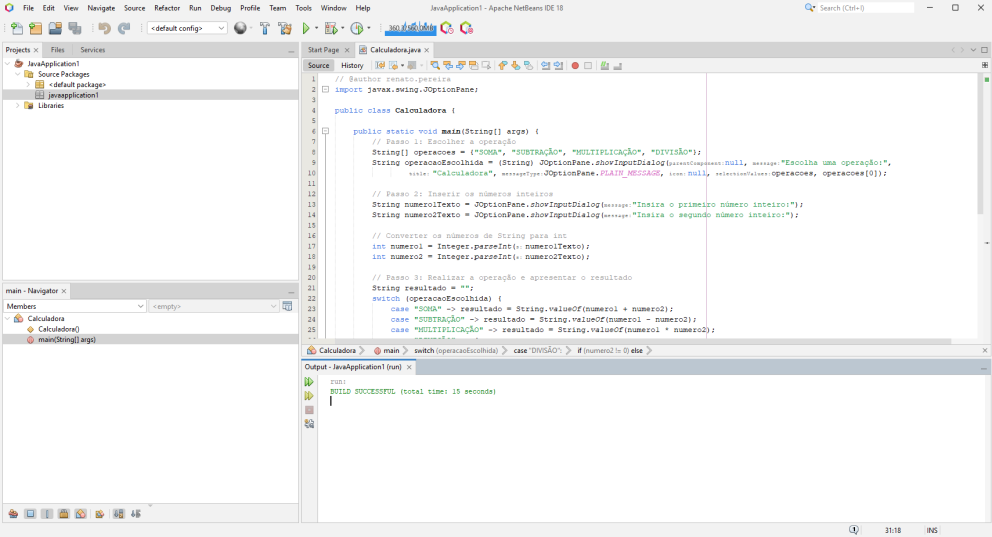 File Edit View Navigate Source Refactor Run Debug Profile Team Tools Window Help
JavaApplication1 - Apache NetBeans IDE 18
Search (Ctrl+I)
<default config>
Projects Files Services
JavaApplication1
Source Packages
<default package>
javaapplication1
Libraries
main - Navigator
Members
<empty>
Calculadora
Calculadora()
main(String[] args)
Start Page Calculadora.java
Source History
1 // @author renato.pereira
2 import javax.swing.JOptionPane;
3
4 public class Calculadora {
5
6 public static void main(String[] args) {
7 // Passo 1: Escolher a operação
8 String[] operacoes = {"SOMA", "SUBTRAÇÃO", "MULTIPLICAÇÃO", "DIVISÃO"};
9 String operacaoEscolhida = (String) JOptionPane.showInputDialog(parentComponent:null, message:"Escolha uma operação:",
10 title:"Calculadora", messageType:JOptionPane.PLAIN_MESSAGE, icon:null, selectionValues:operacoes, operacoes[0]);
11
12 // Passo 2: Inserir os números inteiros
13 String numero1Texto = JOptionPane.showInputDialog(message:"Insira o primeiro número inteiro:");
14 String numero2Texto = JOptionPane.showInputDialog(message:"Insira o segundo número inteiro:");
15
16 // Converter os números de String para int
17 int numero1 = Integer.parseInt(s:numero1Texto);
18 int numero2 = Integer.parseInt(s:numero2Texto);
19
20 // Passo 3: Realizar a operação e apresentar o resultado
21 String resultado = "";
22 switch (operacaoEscolhida) {
23 case "SOMA" -> resultado = String.valueOf(numero1 + numero2);
24 case "SUBTRAÇÃO" -> resultado = String.valueOf(numero1 - numero2);
25 case "MULTIPLICAÇÃO" -> resultado = String.valueOf(numero1 * numero2);
Calculadora main switch (operacaoEscolhida) case "DIVISÃO": if (numero2 != 0) else
Output - JavaApplication1 (run)
run:
BUILD SUCCESSFUL (total time: 15 seconds)
31:18 INS